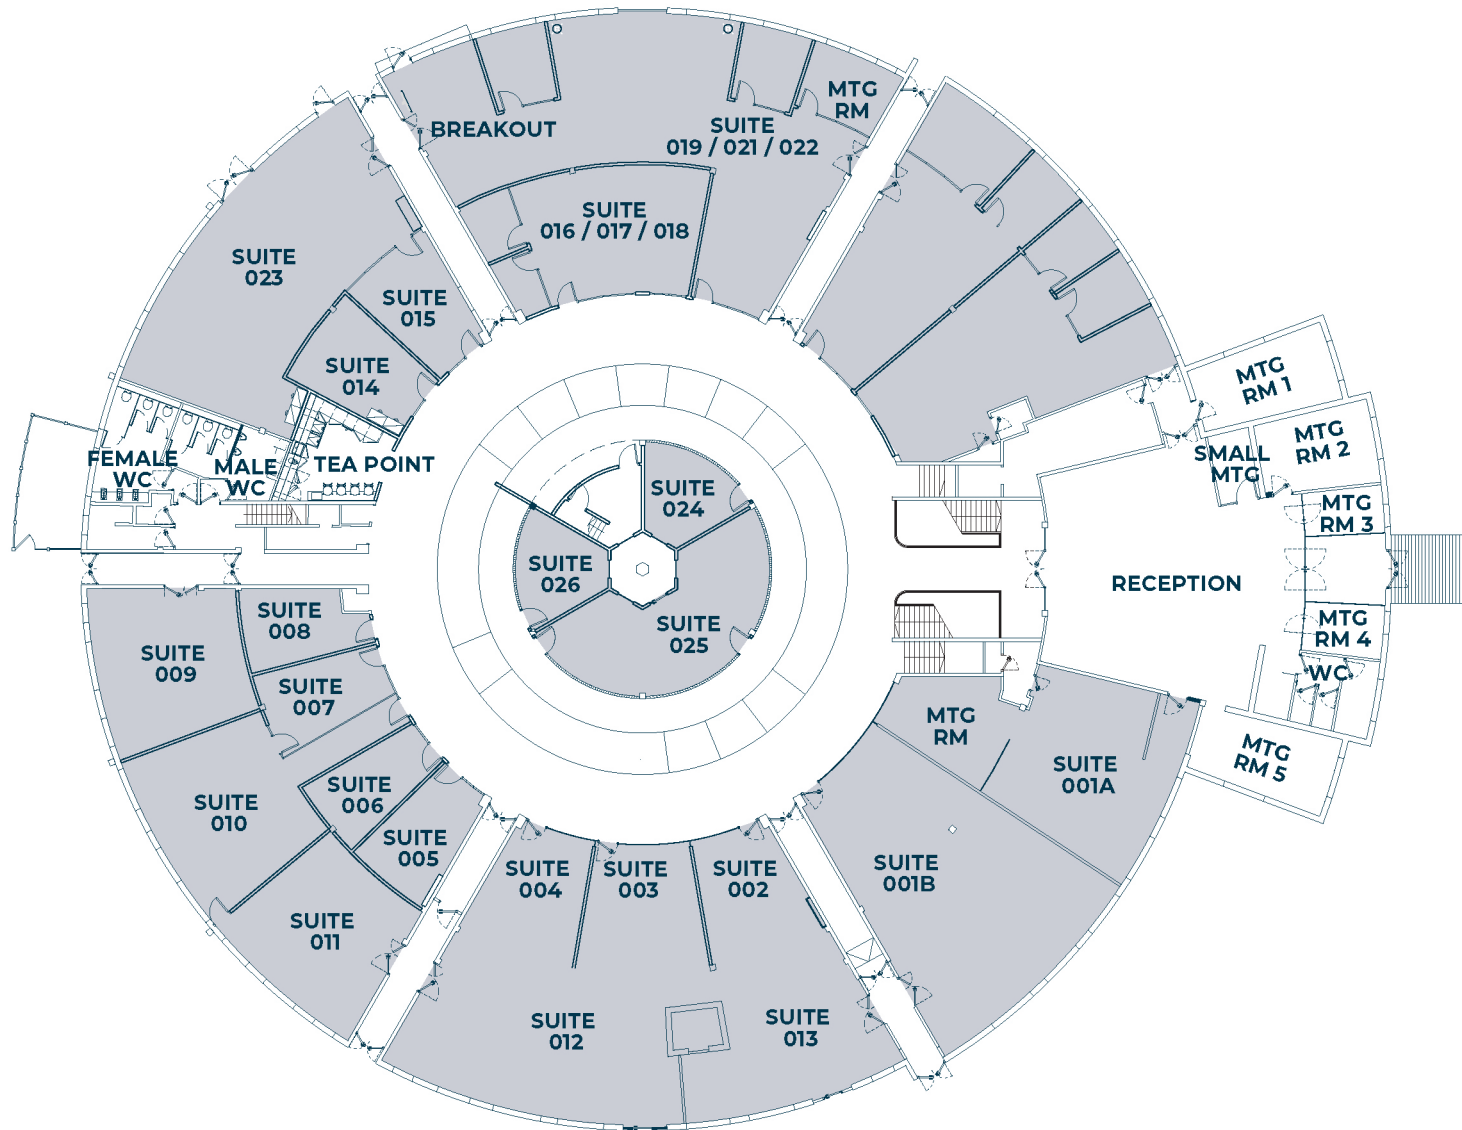 MTG
RM
BREAKOUT
SUITE
019 / 021 / 022
SUITE
016 / 017 / 018
SUITE
023
SUITE
015
SUITE
014
MTG
RM 1
MTG
RM 2
SMALL
MTG
FEMALE
WC
MALE
WC
TEA POINT
SUITE
024
MTG
RM 3
SUITE
026
RECEPTION
SUITE
025
SUITE
008
MTG
RM 4
SUITE
009
WC
SUITE
007
MTG
RM
MTG
RM 5
SUITE
001A
SUITE
006
SUITE
010
SUITE
005
SUITE
004
SUITE
003
SUITE
002
SUITE
001B
SUITE
011
SUITE
012
SUITE
013